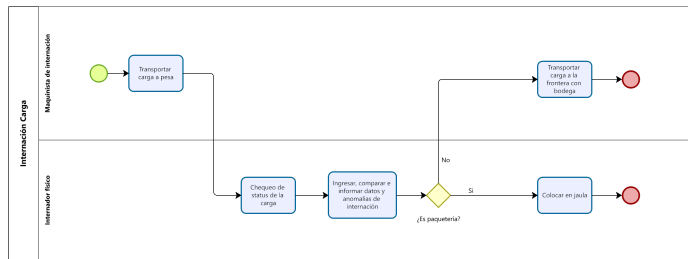 Internación Carga
Maquinista de internación
Transportar
carga a pesa
Transportar
carga a la
frontera con
bodega
No
Internador físico
Chequeo de
status de la
carga
Ingresar, comparar e
informar datos y
anomalías de
internación
¿Es paquetería?
Si
Colocar en jaula